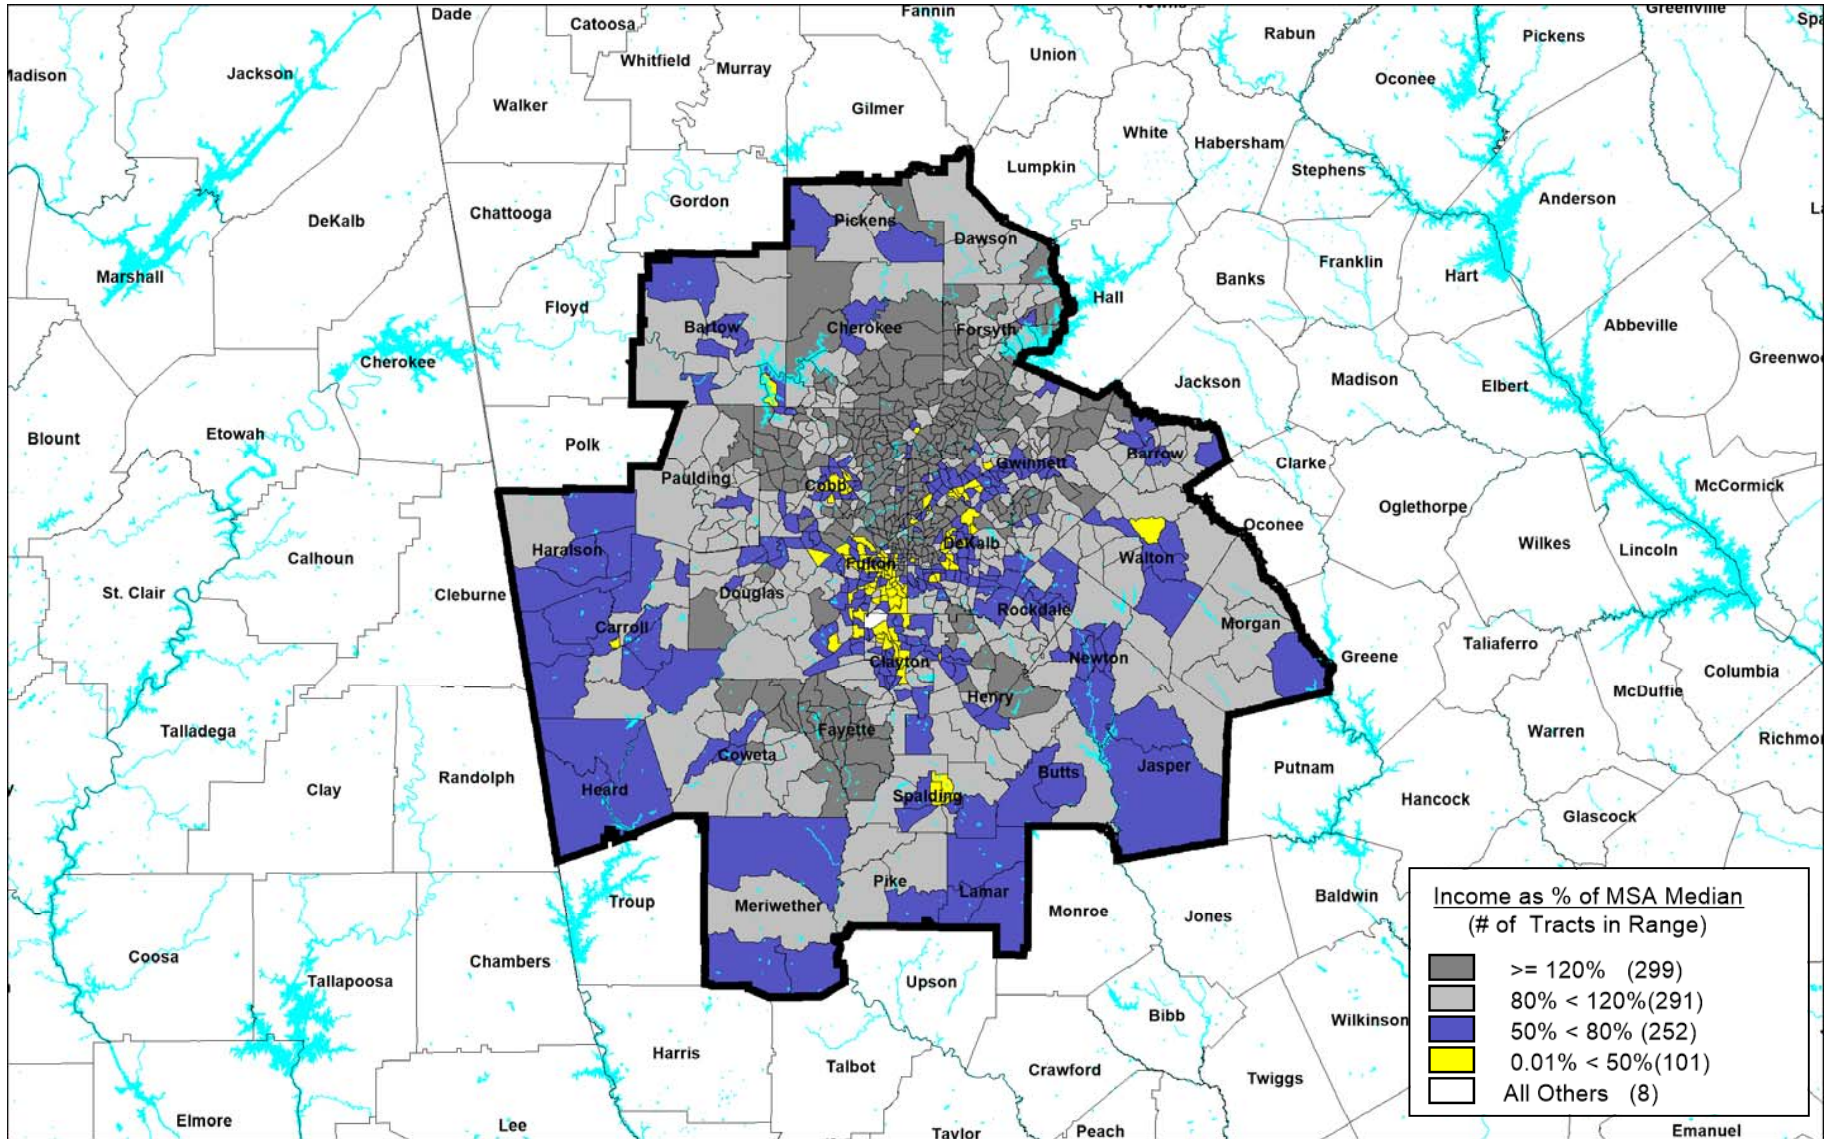 Dade
Fannin
Greenville
Catoosa
Rabun
Pickens
Union
Whitfield
Murray
Jackson
Oconee
Walker
Gilmer
White
Habersham
Lumpkin
Stephens
Gordon
Anderson
Chattooga
DeKalb
Pickens
Dawson
Marshall
Franklin
Hart
Banks
Floyd
Hall
Bartow
Cherokee
Forsyth
Abbeville
Cherokee
Jackson
Madison
Elbert
Blount
Etowah
Polk
Barrow
Clarke
Gwinnett
Paulding
Cobb
McCormick
Oglethorpe
Oconee
Haralson
DeKalb
Wilkes
Lincoln
Calhoun
Walton
Fulton
St. Clair
Cleburne
Douglas
Rockdale
Carroll
Morgan
Taliaferro
Clayton
Newton
Greene
Columbia
McDuffie
Henry
Talladega
Fayette
Warren
Coweta
Jasper
Putnam
Butts
Randolph
Clay
Heard
Spalding
Hancock
Glascock
Pike
Lamar
Baldwin
Troup
Meriwether
Monroe
Jones
Coosa
Chambers
Tallapoosa
Upson
Bibb
Wilkinson
Harris
Talbot
Crawford
Twiggs
Elmore
Lee
Taylor
Peach
Emanuel
Income as % of MSA Median
(# of Tracts in Range)
>= 120% (299)
80% < 120%(291)
50% < 80% (252)
0.01% < 50%(101)
All Others (8)